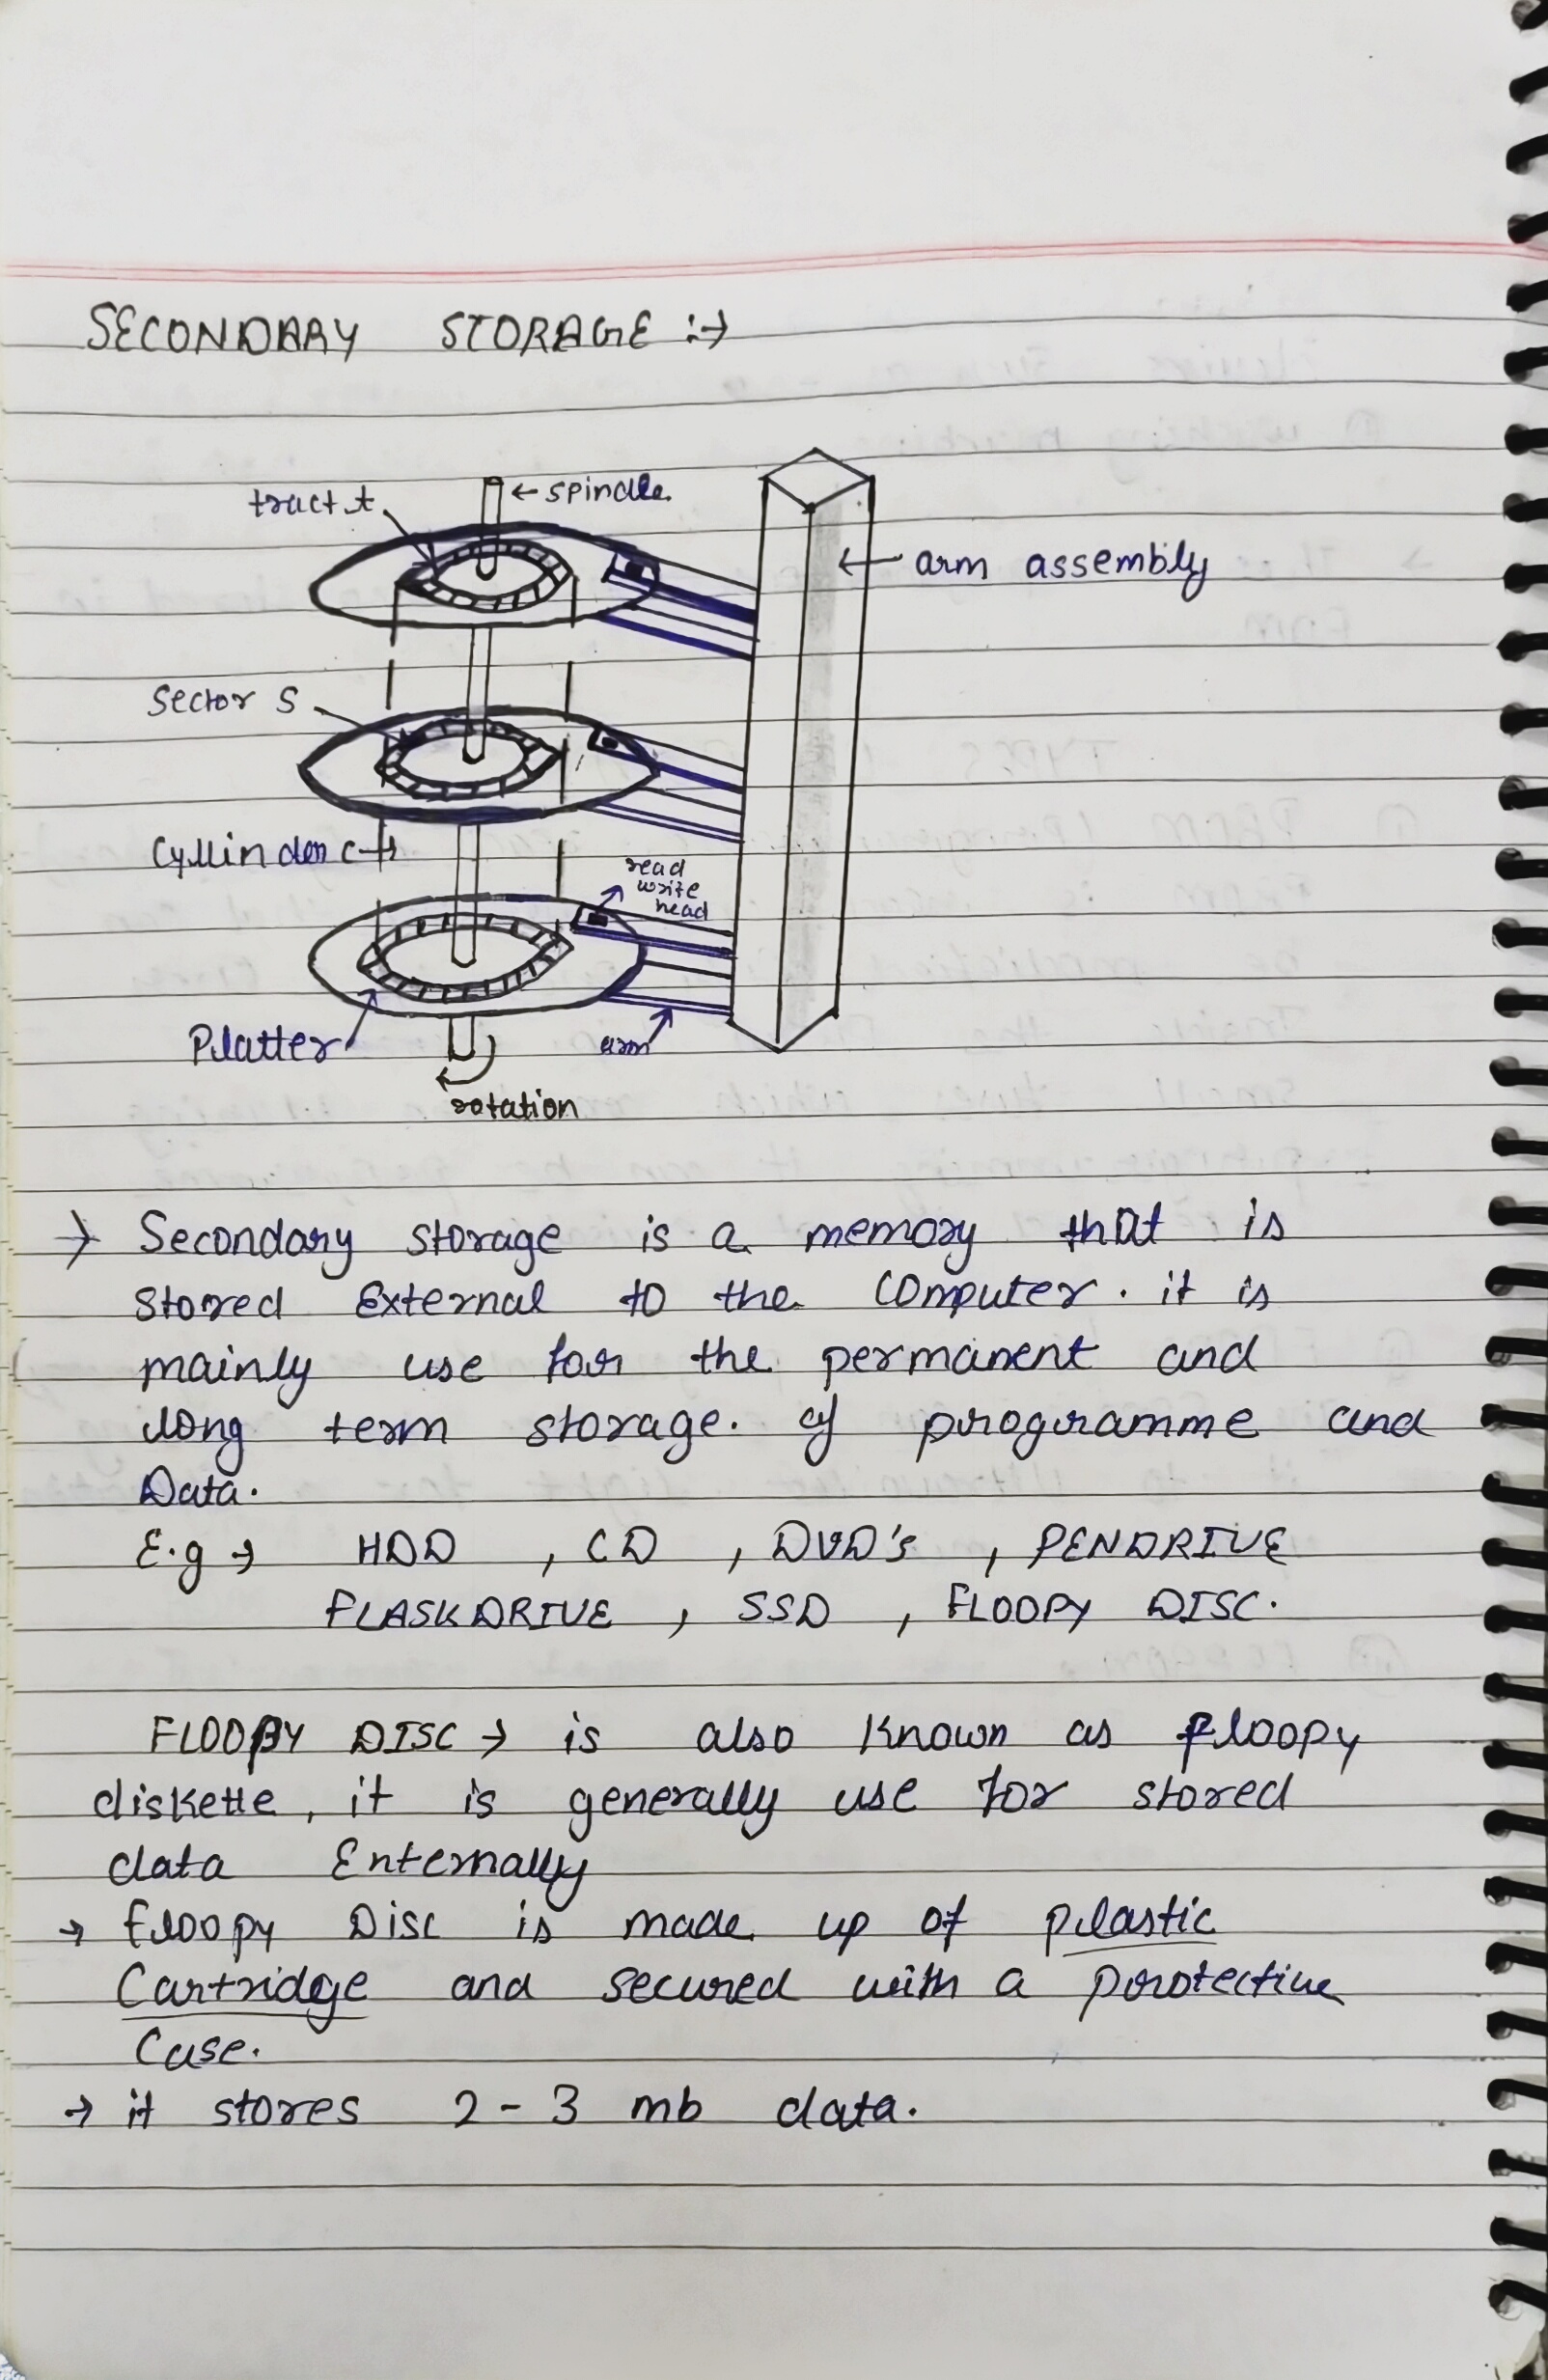 SECONDARY STORAGE :→
tract t
← spindle
← arm assembly
Sector S
Cyllinder c→
read
write
head
Platter
arm
rotation
→ Secondary storage is a memory that is
stored External to the Computer. it is
mainly use for the permanent and
long term storage. of programme and
Data.
E.g → HDD , CD , DVD's , PENDRIVE
FLASKDRIVE , SSD , FLOOPY DISC.
FLOOPY DISC → is also known as floopy
diskette, it is generally use for stored
data Enternally
→ floopy Disc is made up of plastic
Cartridge and secured with a protective
Case.
→ it stores 2 - 3 mb data.